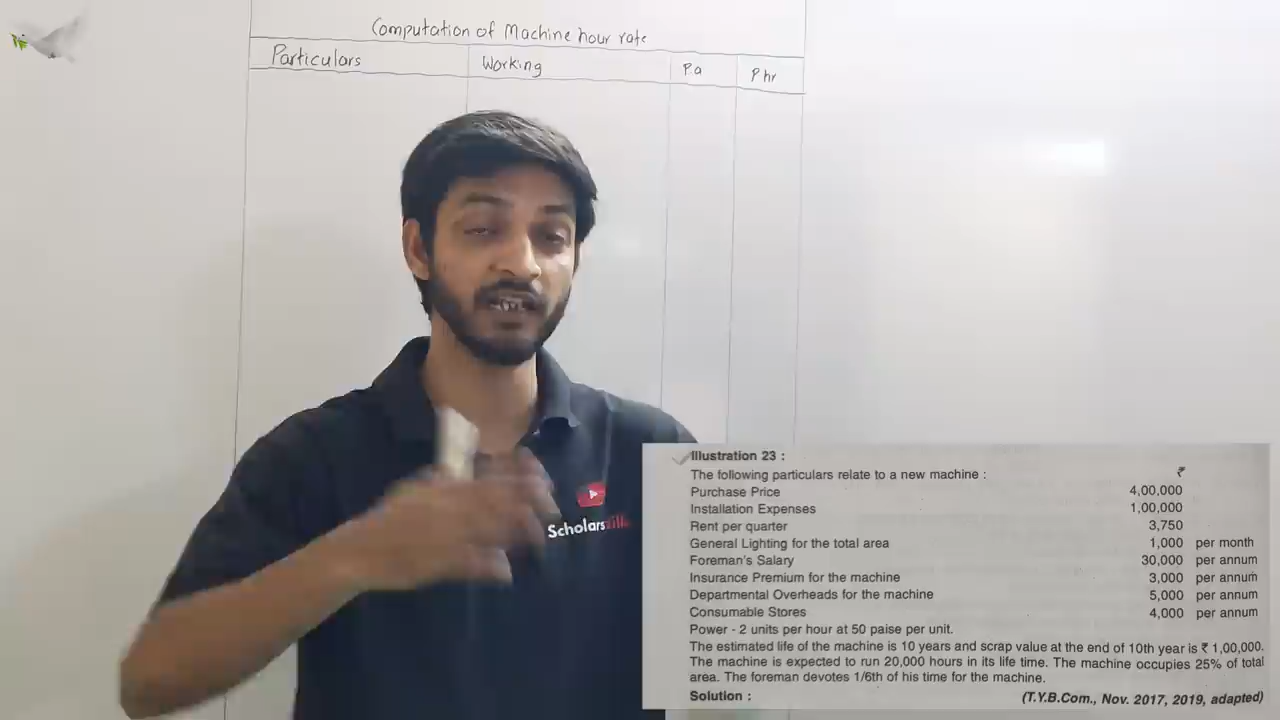 Computation of Machine hour rate
Particulars Working P.a P hr
Scholarsvilla
Illustration 23 :
The following particulars relate to a new machine : ₹
Purchase Price 4,00,000
Installation Expenses 1,00,000
Rent per quarter 3,750
General Lighting for the total area 1,000 per month
Foreman's Salary 30,000 per annum
Insurance Premium for the machine 3,000 per annum
Departmental Overheads for the machine 5,000 per annum
Consumable Stores 4,000 per annum
Power - 2 units per hour at 50 paise per unit.
The estimated life of the machine is 10 years and scrap value at the end of 10th year is ₹ 1,00,000.
The machine is expected to run 20,000 hours in its life time. The machine occupies 25% of total
area. The foreman devotes 1/6th of his time for the machine.
Solution : (T.Y.B.Com., Nov. 2017, 2019, adapted)